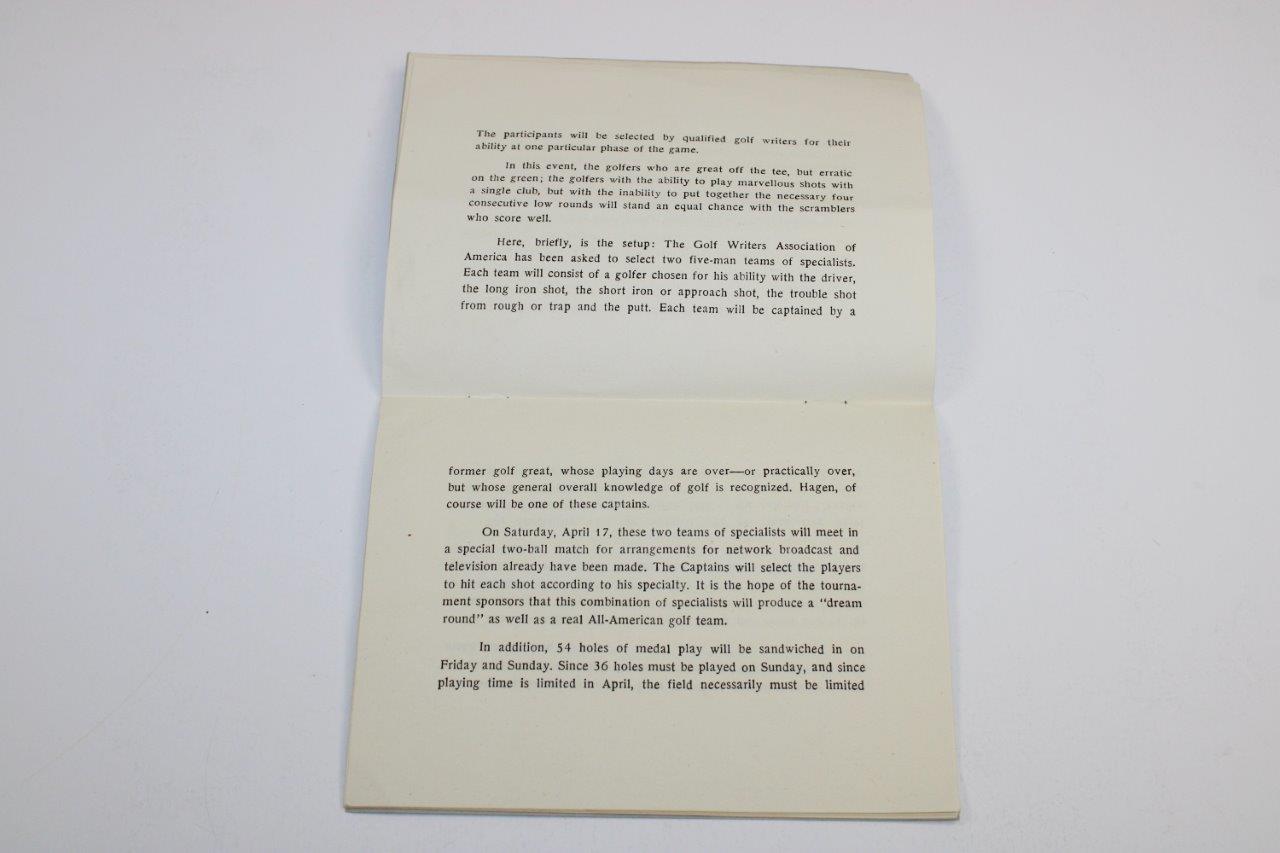 The participants will be selected by qualified golf writers for their
ability at one particular phase of the game.
In this event, the golfers who are great off the tee, but erratic
on the green; the golfers with the ability to play marvellous shots with
a single club, but with the inability to put together the necessary four
consecutive low rounds will stand an equal chance with the scramblers
who score well.
Here, briefly, is the setup: The Golf Writers Association of
America has been asked to select two five-man teams of specialists.
Each team will consist of a golfer chosen for his ability with the driver,
the long iron shot, the short iron or approach shot, the trouble shot
from rough or trap and the putt. Each team will be captained by a
former golf great, whose playing days are over—or practically over,
but whose general overall knowledge of golf is recognized. Hagen, of
course will be one of these captains.
On Saturday, April 17, these two teams of specialists will meet in
a special two-ball match for arrangements for network broadcast and
television already have been made. The Captains will select the players
to hit each shot according to his specialty. It is the hope of the tourna-
ment sponsors that this combination of specialists will produce a “dream
round” as well as a real All-American golf team.
In addition, 54 holes of medal play will be sandwiched in on
Friday and Sunday. Since 36 holes must be played on Sunday, and since
playing time is limited in April, the field necessarily must be limited